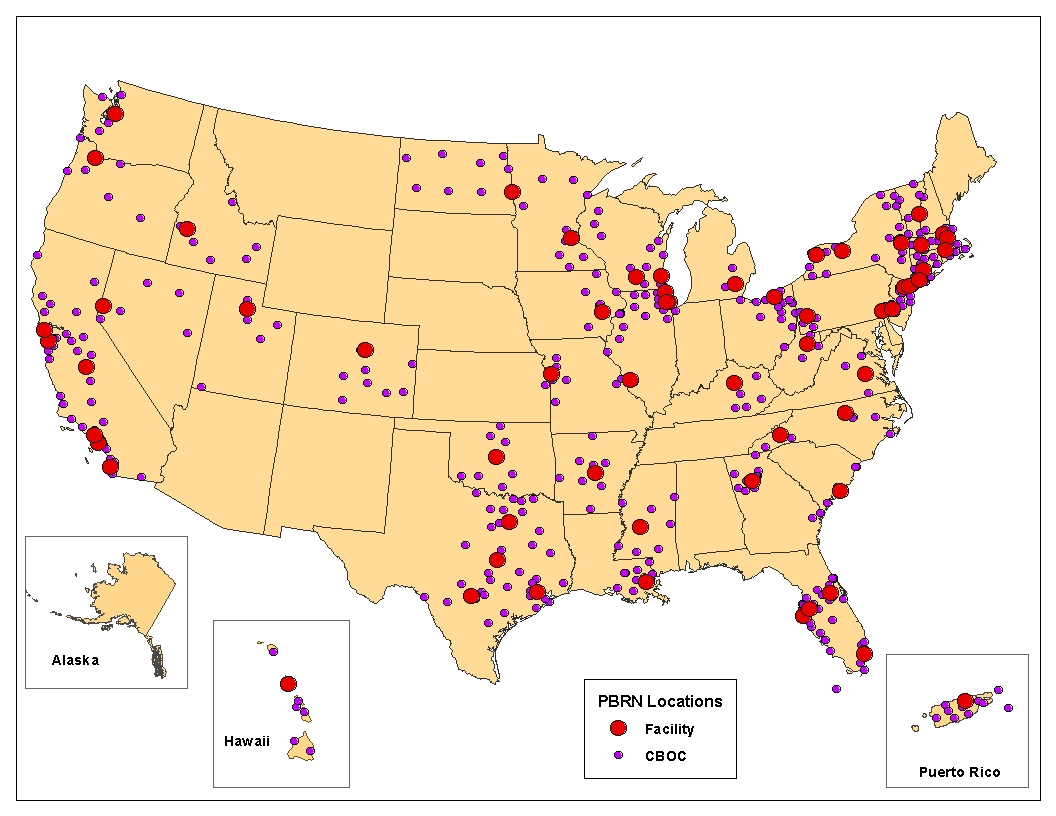 Alaska
Hawaii
PBRN Locations
Facility
CBOC
Puerto Rico